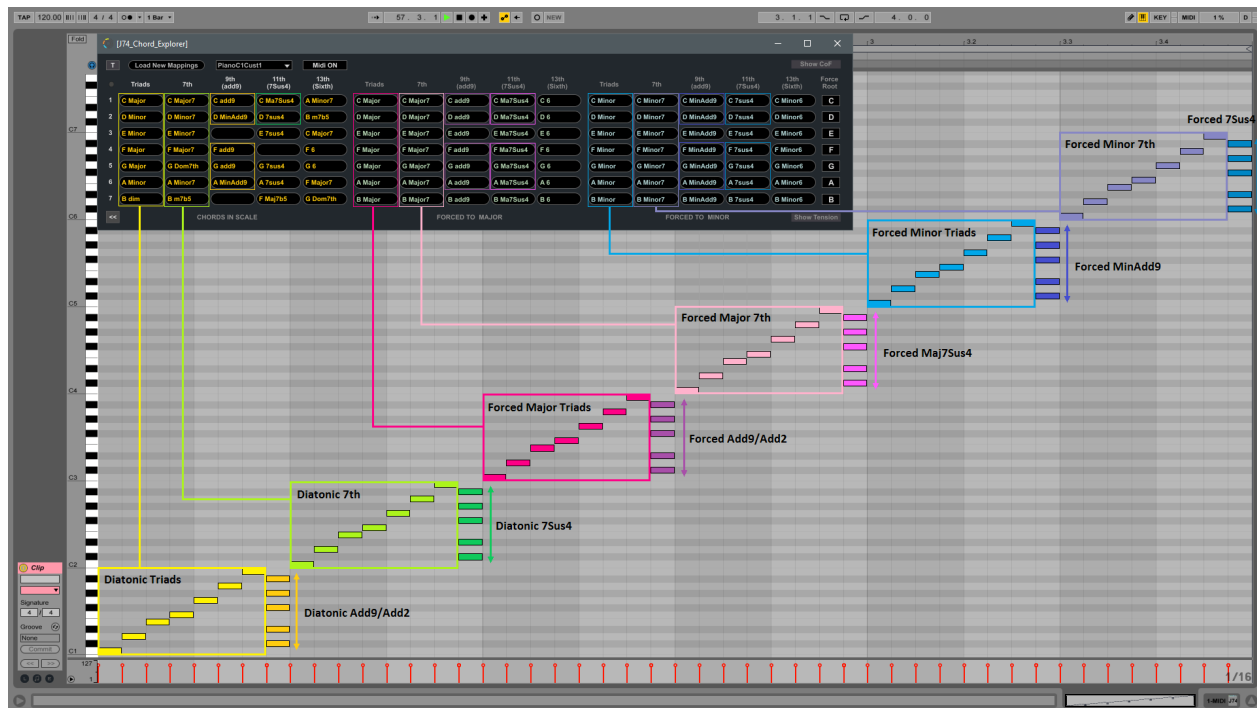 TAP 120.00 4 / 4 1 Bar 57. 3. 1 NEW 3. 1. 1 4. 0. 0 KEY MIDI 1 % D
Fold
[J74_Chord_Explorer]
3 3.2 3.3 3.4
T Load New Mappings PianoC1Cust1 Midi ON Show CoF
Triads 7th 9th (add9) 11th (7Sus4) 13th (Sixth) Triads 7th 9th (add9) 11th (7Sus4) 13th (Sixth) Triads 7th 9th (add9) 11th (7Sus4) 13th (Sixth) Force Root
1 C Major C Major7 C add9 C Ma7Sus4 A Minor7 C Major C Major7 C add9 C Ma7Sus4 C 6 C Minor C Minor7 C MinAdd9 C 7sus4 C Minor6 C
2 D Minor D Minor7 D MinAdd9 D 7sus4 B m7b5 D Major D Major7 D add9 D Ma7Sus4 D 6 D Minor D Minor7 D MinAdd9 D 7sus4 D Minor6 D
3 E Minor E Minor7 E 7sus4 C Major7 E Major E Major7 E add9 E Ma7Sus4 E 6 E Minor E Minor7 E MinAdd9 E 7sus4 E Minor6 E
4 F Major F Major7 F add9 F 6 F Major F Major7 F add9 F Ma7Sus4 F 6 F Minor F Minor7 F MinAdd9 F 7sus4 F Minor6 F
5 G Major G Dom7th G add9 G 7sus4 G 6 G Major G Major7 G add9 G Ma7Sus4 G 6 G Minor G Minor7 G MinAdd9 G 7sus4 G Minor6 G
6 A Minor A Minor7 A MinAdd9 A 7sus4 F Major7 A Major A Major7 A add9 A Ma7Sus4 A 6 A Minor A Minor7 A MinAdd9 A 7sus4 A Minor6 A
7 B dim B m7b5 F Maj7b5 G Dom7th B Major B Major7 B add9 B Ma7Sus4 B 6 B Minor B Minor7 B MinAdd9 B 7sus4 B Minor6 B
<< CHORDS IN SCALE FORCED TO MAJOR FORCED TO MINOR Show Tension
Forced 7Sus4
C7
Forced Minor 7th
C6
Forced Minor Triads
Forced MinAdd9
C5
Forced Major 7th
Forced Maj7Sus4
C4
Forced Major Triads
Forced Add9/Add2
C3
Diatonic 7th
Diatonic 7Sus4
C2
Diatonic Triads
Diatonic Add9/Add2
C1
Clip
Signature
4 / 4
Groove
None
Commit
<< >>
127
1
1/16
1-MIDI J74